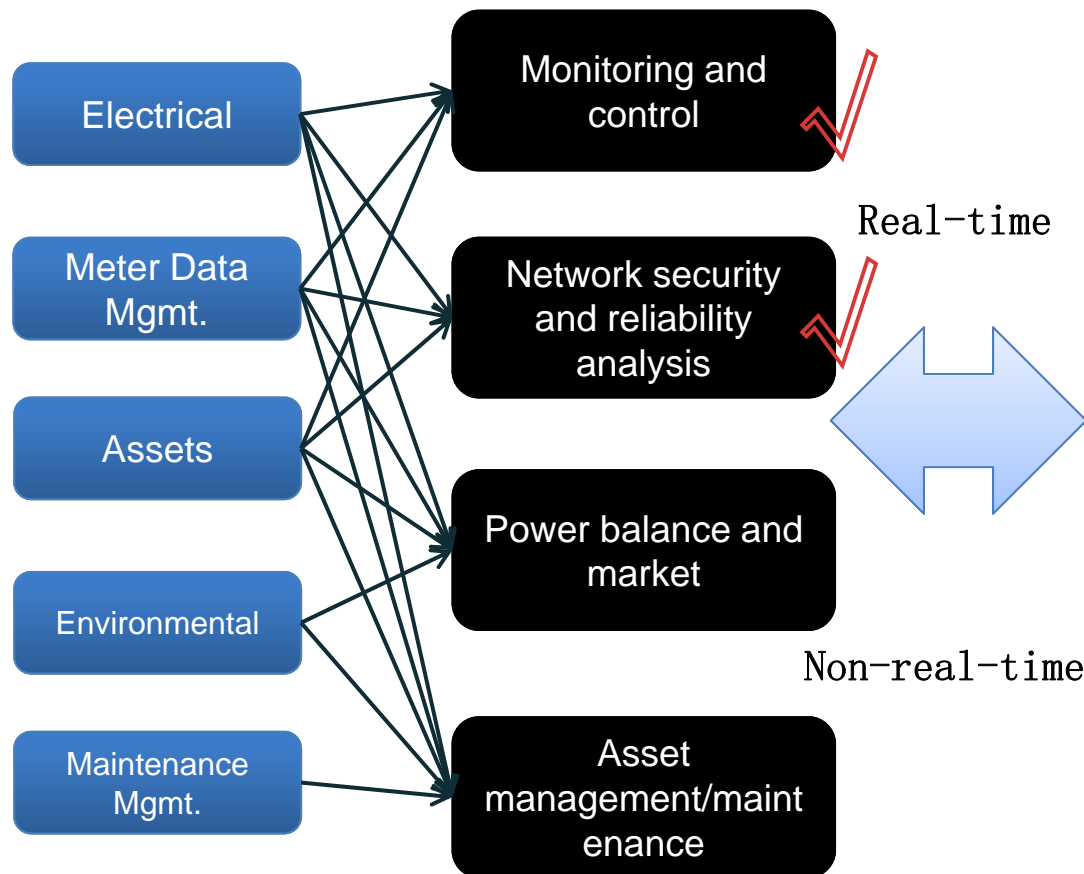 Electrical
Meter Data
Mgmt.
Assets
Environmental
Maintenance
Mgmt.
Monitoring and
control
Network security
and reliability
analysis
Power balance and
market
Asset
management/maint
enance
Real-time
Non-real-time